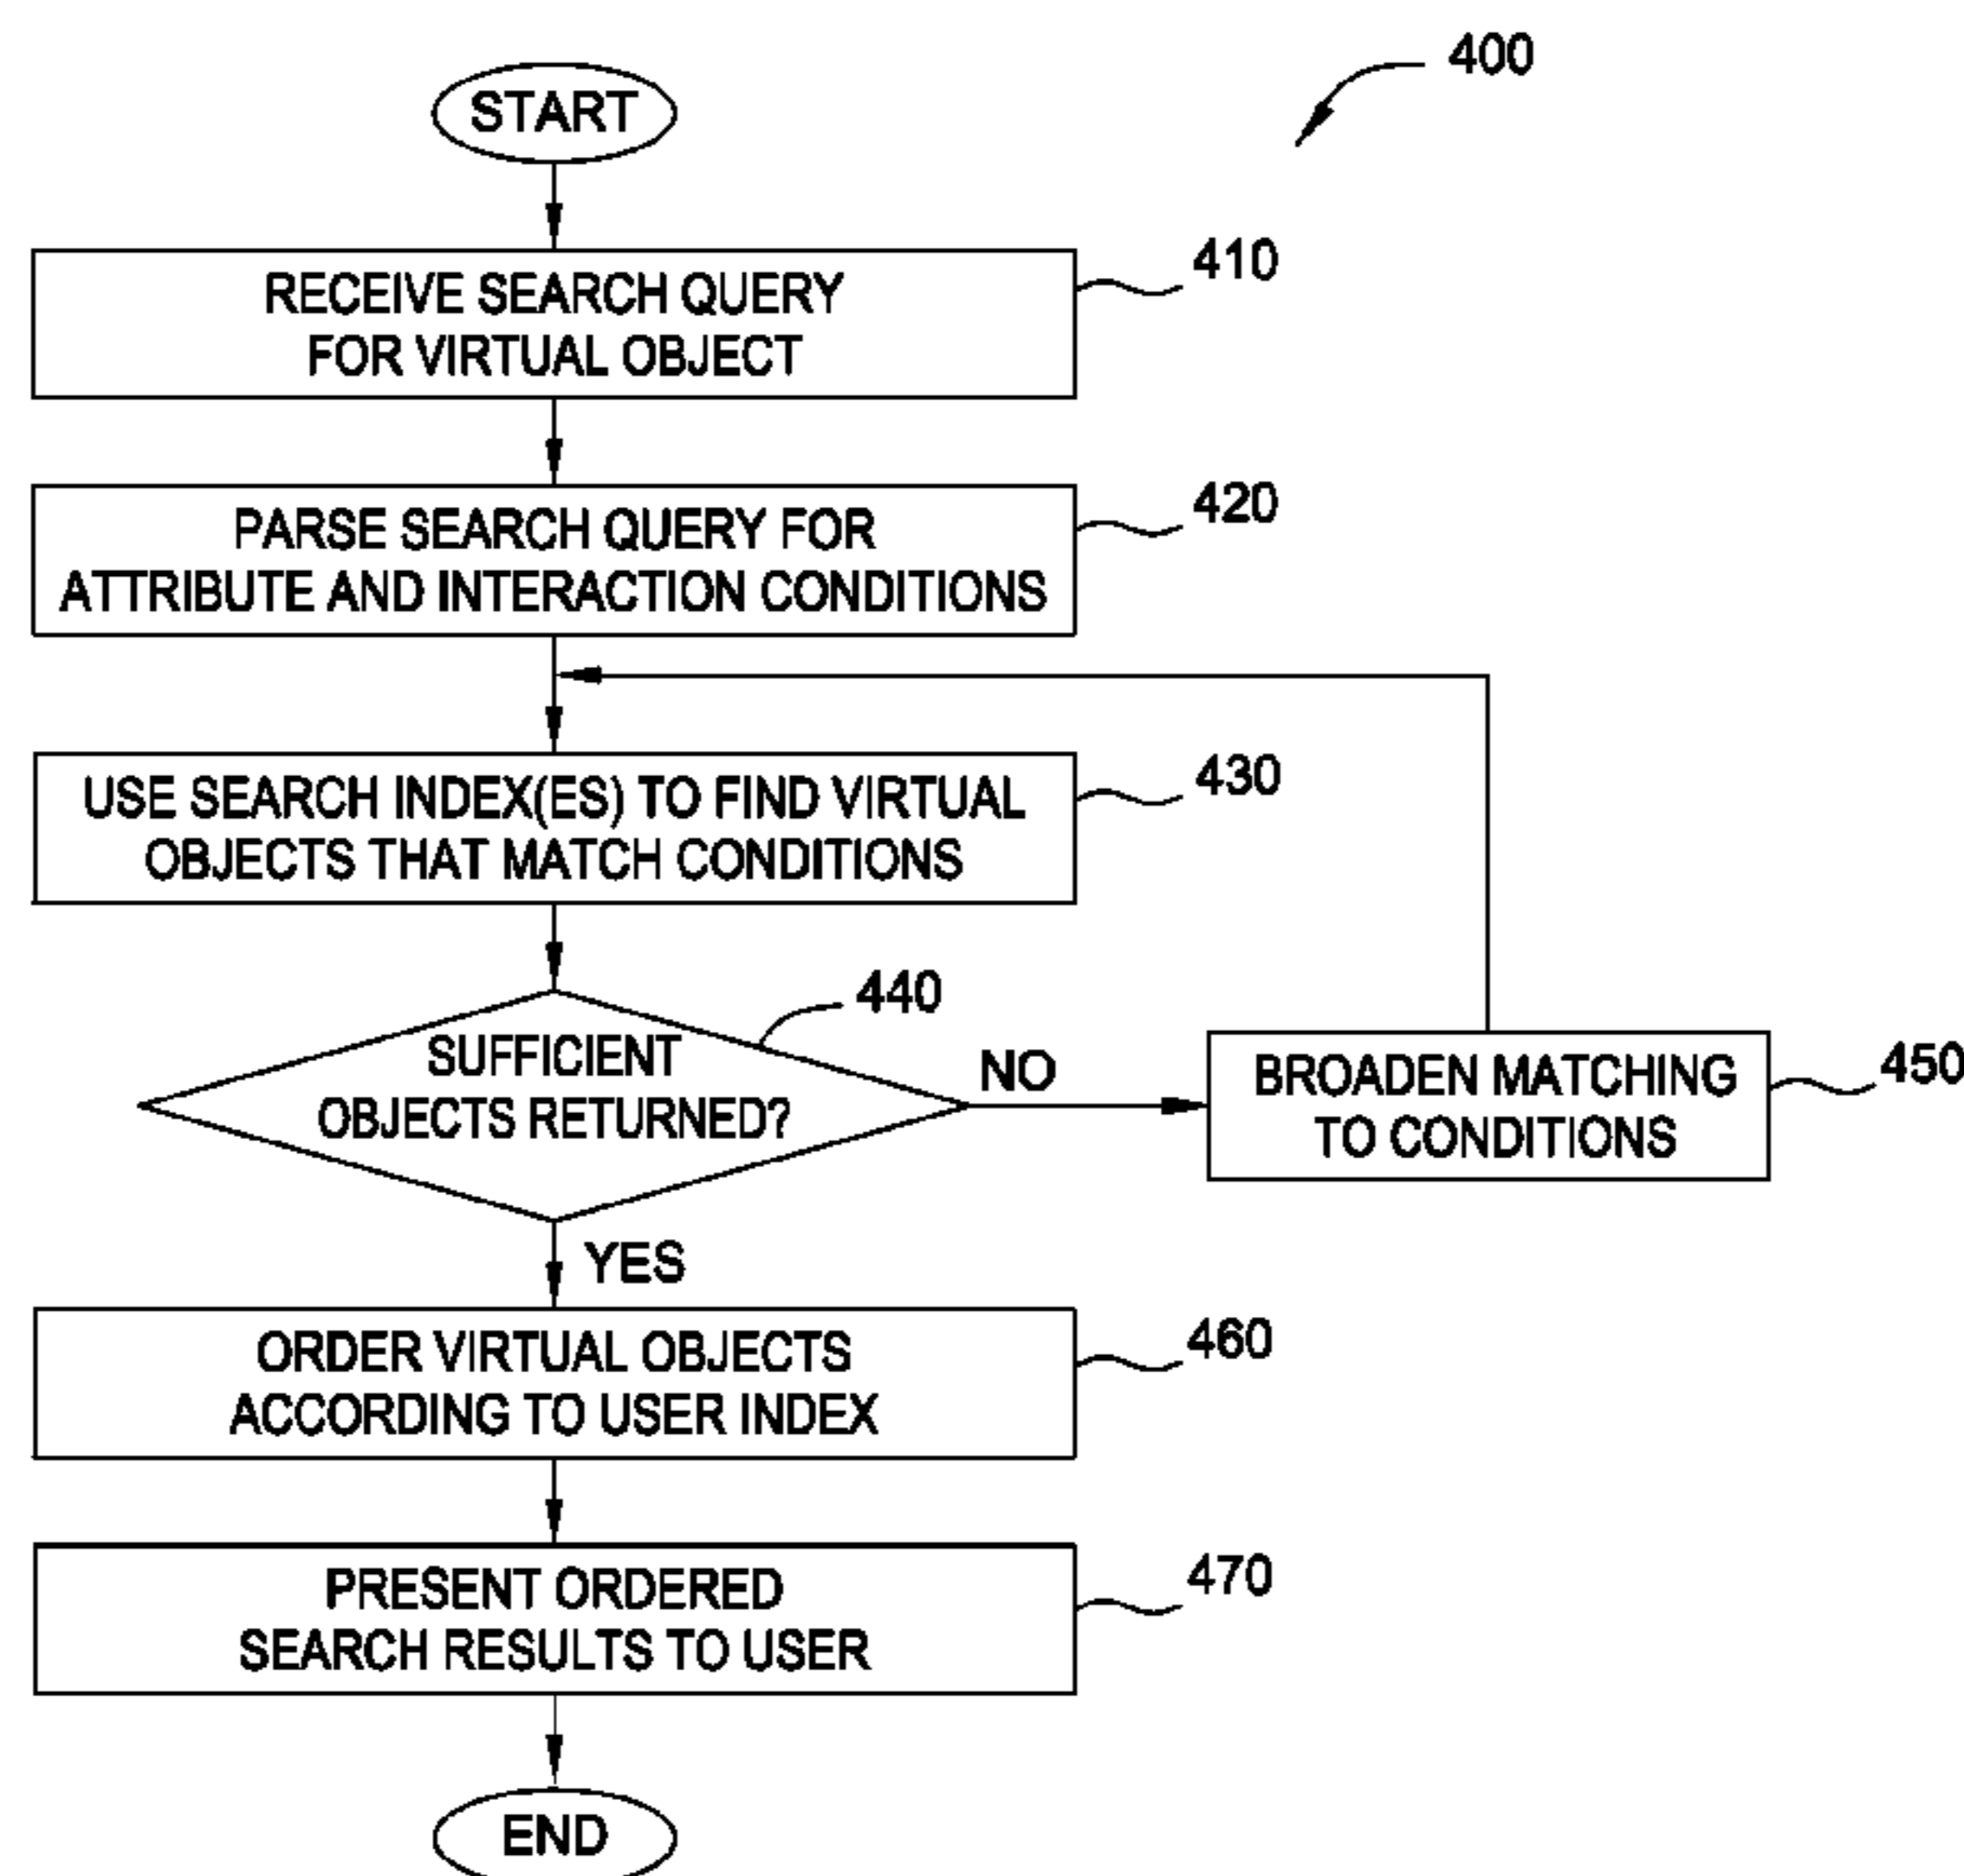 400
START
RECEIVE SEARCH QUERY
FOR VIRTUAL OBJECT
410
PARSE SEARCH QUERY FOR
ATTRIBUTE AND INTERACTION CONDITIONS
420
USE SEARCH INDEX(ES) TO FIND VIRTUAL
OBJECTS THAT MATCH CONDITIONS
430
SUFFICIENT
OBJECTS RETURNED?
440
NO
BROADEN MATCHING
TO CONDITIONS
450
YES
ORDER VIRTUAL OBJECTS
ACCORDING TO USER INDEX
460
PRESENT ORDERED
SEARCH RESULTS TO USER
470
END